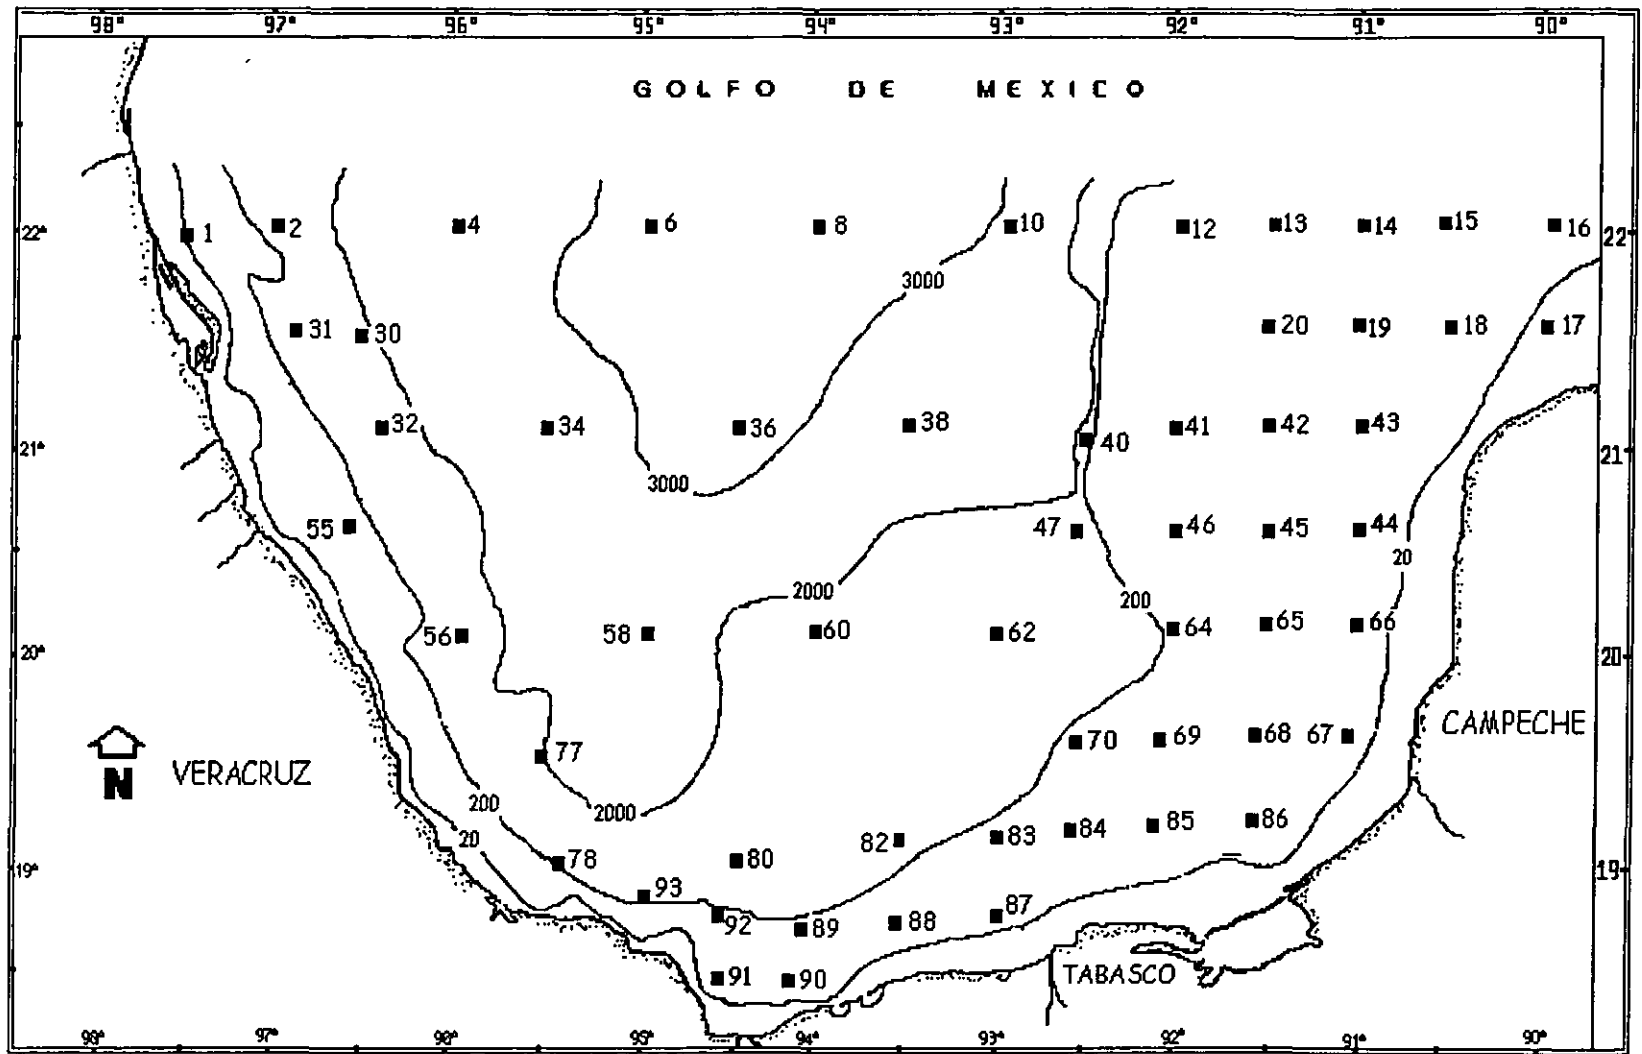 98° 97° 96° 95° 94° 93° 92° 91° 90°
GOLFO DE MEXICO
22° 1 2 4 6 8 10 12 13 14 15 16 22°
3000
31 30 20 19 18 17
32 34 36 38 40 41 42 43
21° 21°
3000
55 47 46 45 44
20
2000 200
56 58 60 62 64 65 66
20° 20°
CAMPECHE
77 70 69 68 67
N VERACRUZ
200 2000
20 82 83 84 85 86
19° 78 80 19°
93
92 89 88 87
91 90 TABASCO
98° 97° 96° 95° 94° 93° 92° 91° 90°